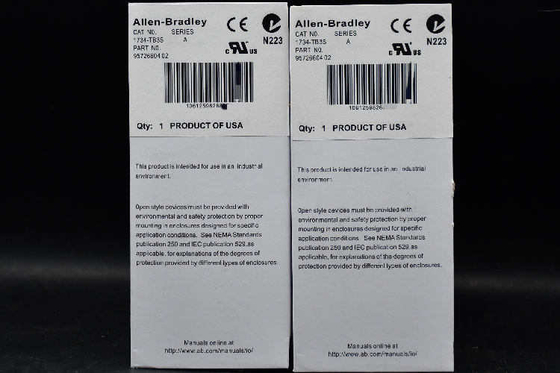 Allen-Bradley
CAT NO. SERIES
1734-TB3S A
PART NO.
95729604 02
CE
c UL us
N223
Qty: 1 PRODUCT OF USA
This product is intended for use in an industrial
environment.
Open style devices must be provided with
environmental and safety protection by proper
mounting in enclosures designed for specific
application conditions. See NEMA Standards
publication 250 and IEC publication 529, as
applicable, for explanations of the degrees of
protection provided by different types of enclosures.
Manuals online at
http://www.ab.com/manuals/io/
Allen-Bradley
CAT NO. SERIES
1734-TB3S A
PART NO.
95729604 02
CE
c UL us
N223
Qty: 1 PRODUCT OF USA
This product is intended for use in an industrial
environment.
Open style devices must be provided with
environmental and safety protection by proper
mounting in enclosures designed for specific
application conditions. See NEMA Standards
publication 250 and IEC publication 529, as
applicable, for explanations of the degrees of
protection provided by different types of enclosures.
Manuals online at
http://www.ab.com/manuals/io/